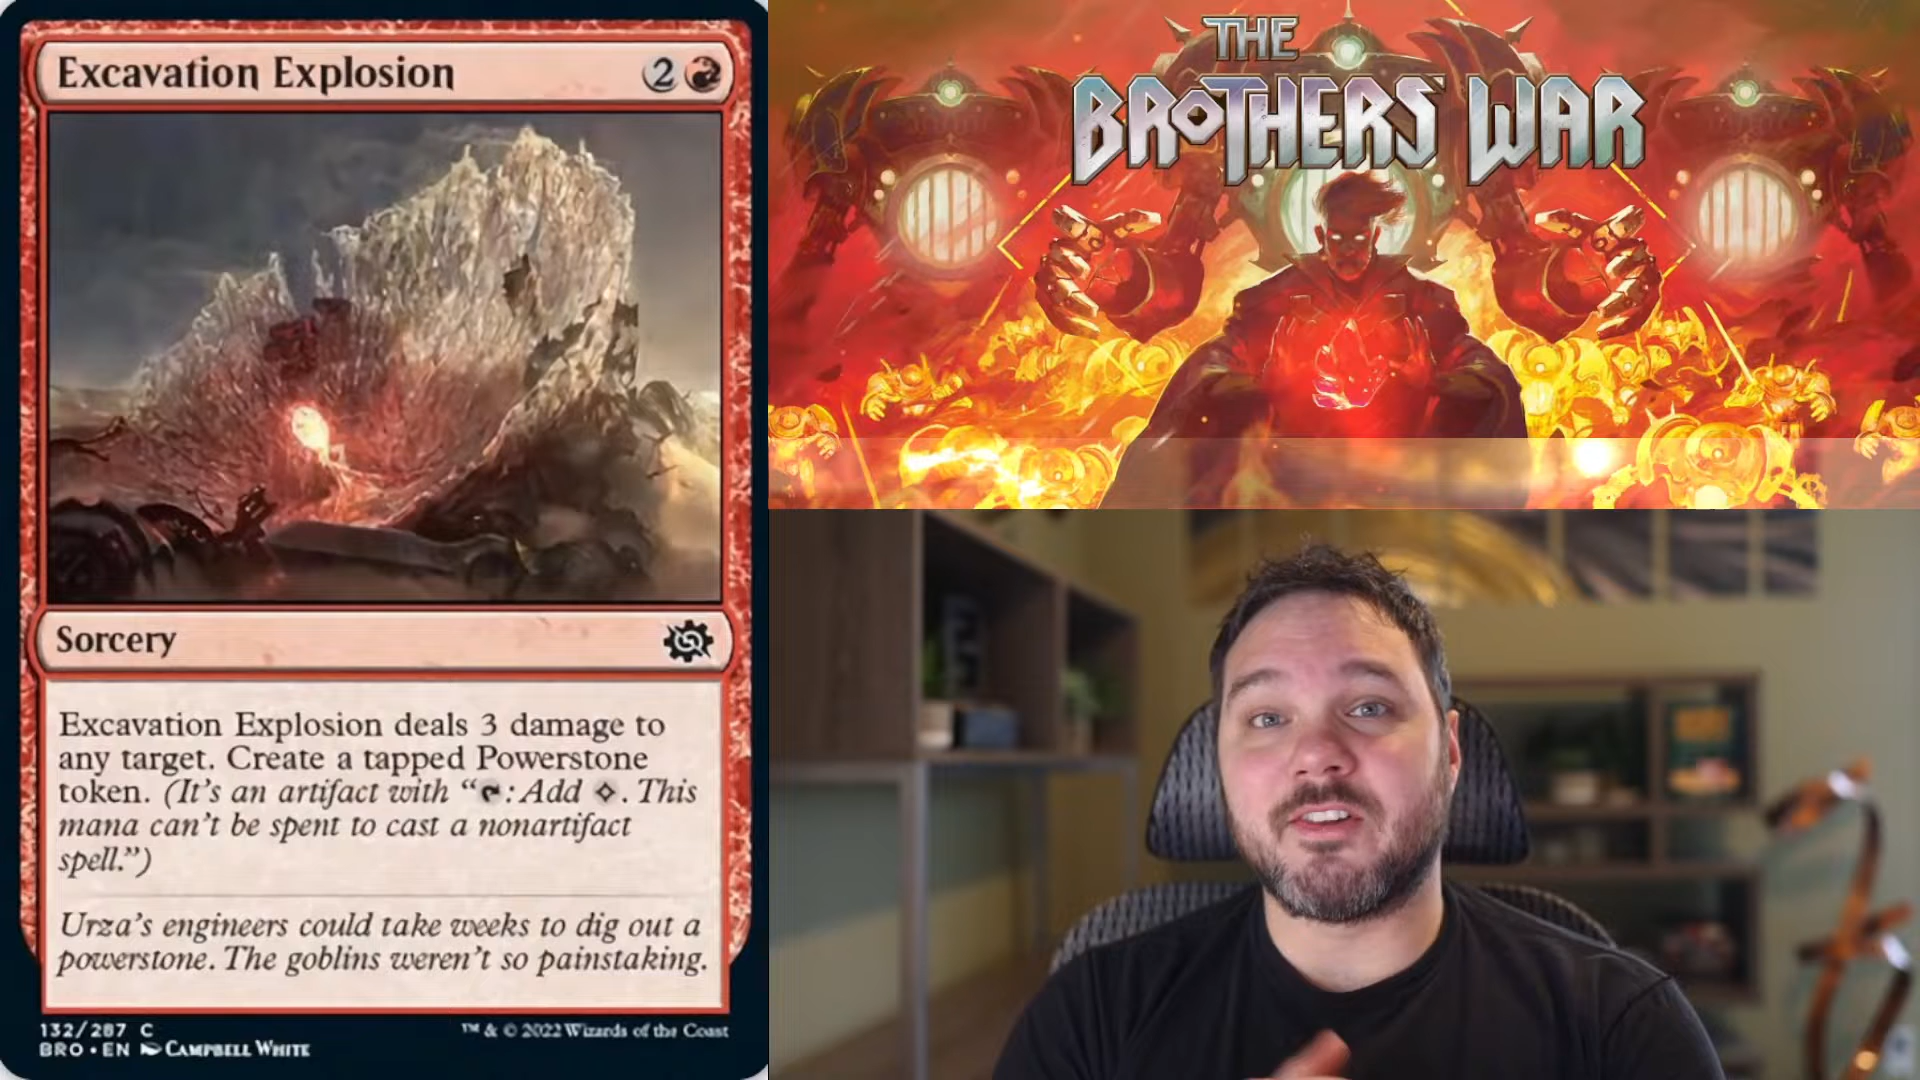 Excavation Explosion 2
Sorcery
Excavation Explosion deals 3 damage to
any target. Create a tapped Powerstone
token. (It's an artifact with “: Add . This
mana can't be spent to cast a nonartifact
spell.”)
Urza's engineers could take weeks to dig out a
powerstone. The goblins weren't so painstaking.
132/287 C
BRO • EN CAMPBELL WHITE
™ & © 2022 Wizards of the Coast
THE
BROTHERS' WAR